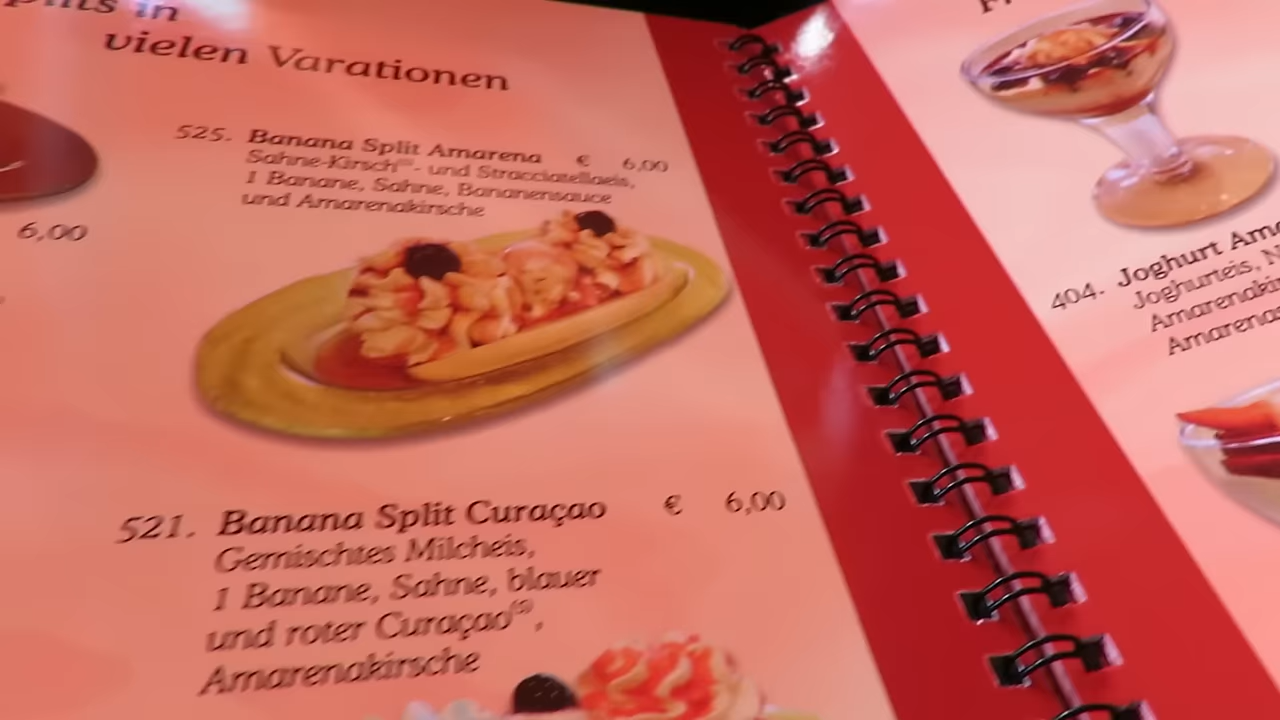 in
vielen Varationen
6,00
525. Banana Split Amarena € 6,00
Sahne-Kirsch- und Stracciatellaeis,
1 Banane, Sahne, Bananensauce
und Amarenakirsche
521. Banana Split Curaçao € 6,00
Gemischtes Milcheis,
1 Banane, Sahne, blauer
und roter Curaçao(5),
Amarenakirsche
404. Joghurt
Joghurteis,